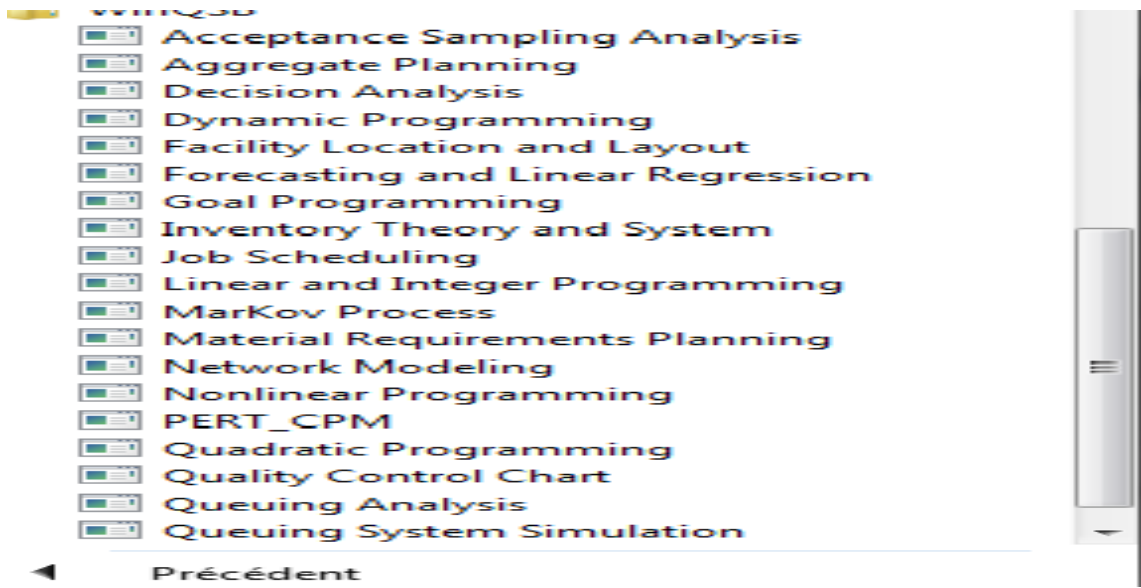 WinQSB
Acceptance Sampling Analysis
Aggregate Planning
Decision Analysis
Dynamic Programming
Facility Location and Layout
Forecasting and Linear Regression
Goal Programming
Inventory Theory and System
Job Scheduling
Linear and Integer Programming
MarKov Process
Material Requirements Planning
Network Modeling
Nonlinear Programming
PERT_CPM
Quadratic Programming
Quality Control Chart
Queuing Analysis
Queuing System Simulation
Précédent